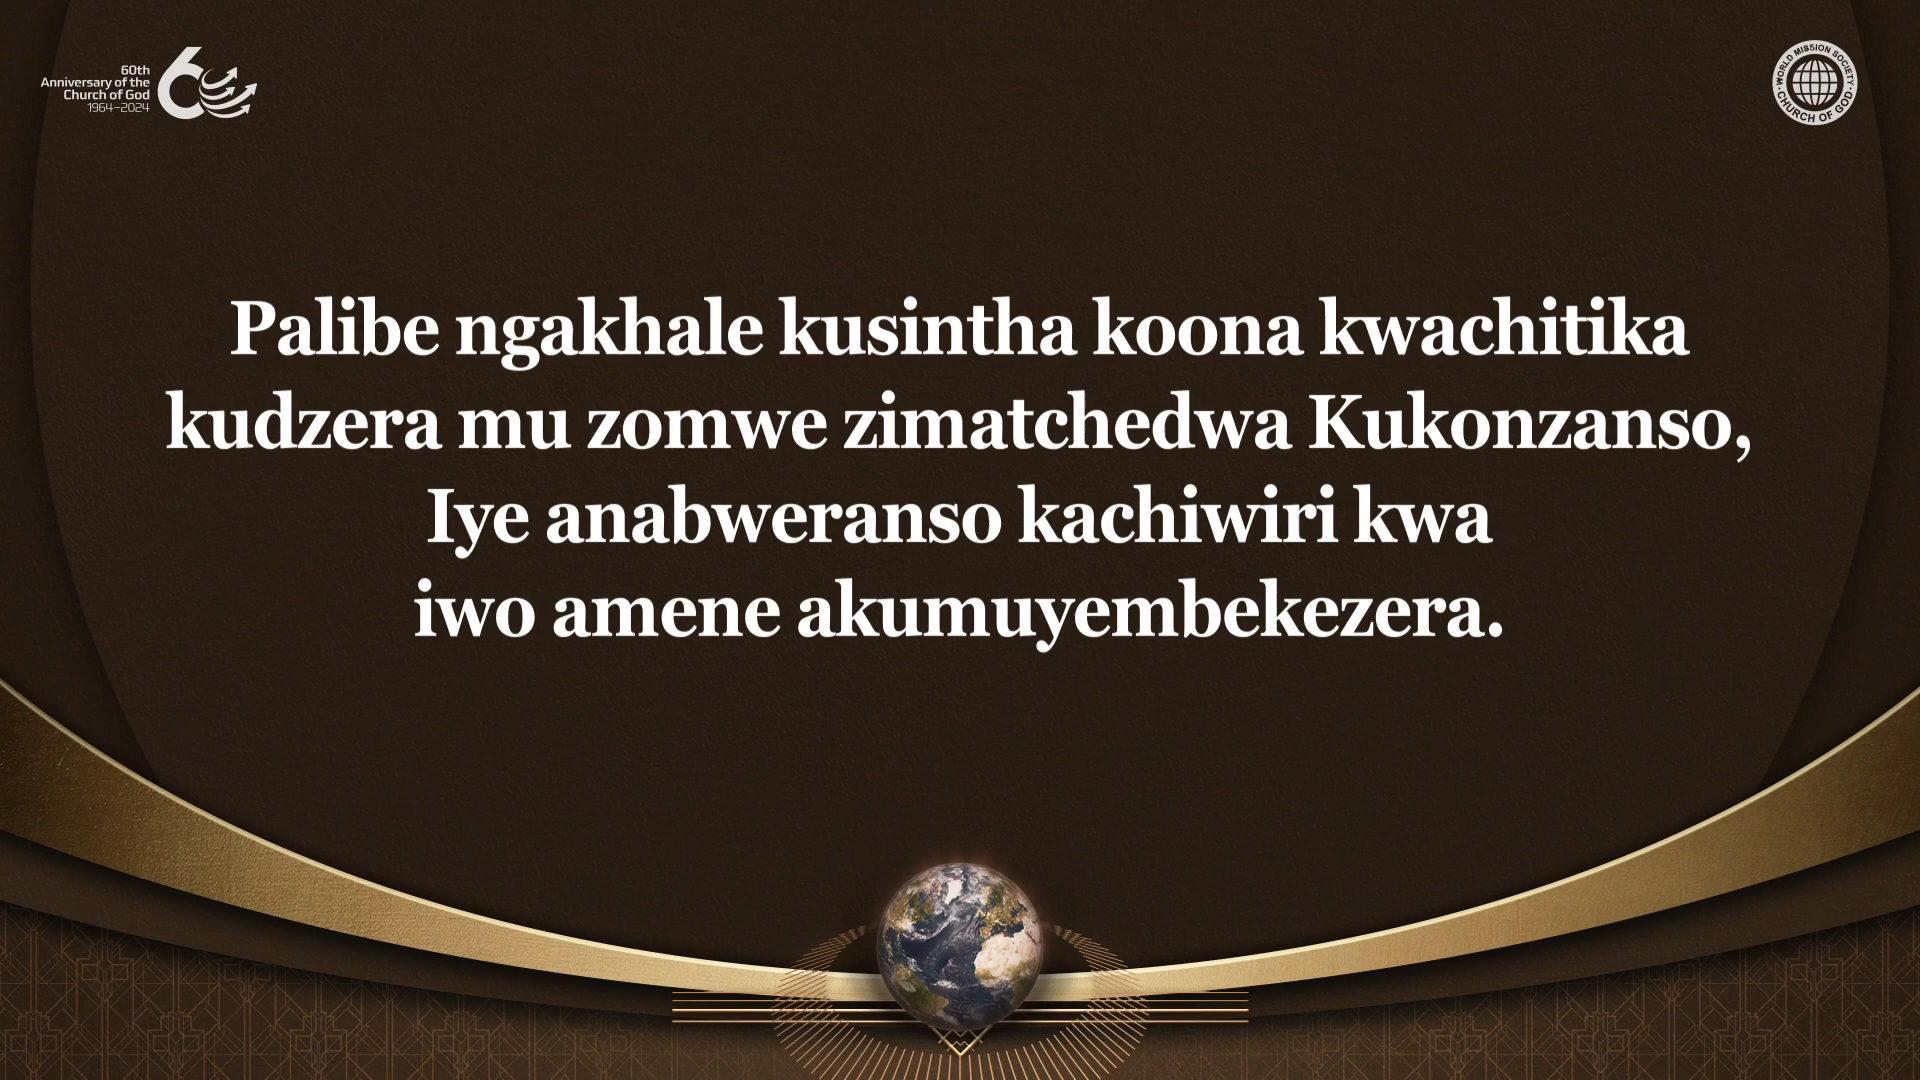 60th
Anniversary of the
Church of God
1964–2024
WORLD MISSION SOCIETY
CHURCH OF GOD
Palibe ngakhale kusintha koona kwachitika
kudzera mu zomwe zimatchedwa Kukonzanso,
Iye anabweranso kachiwiri kwa
iwo amene akumuyembekezera.